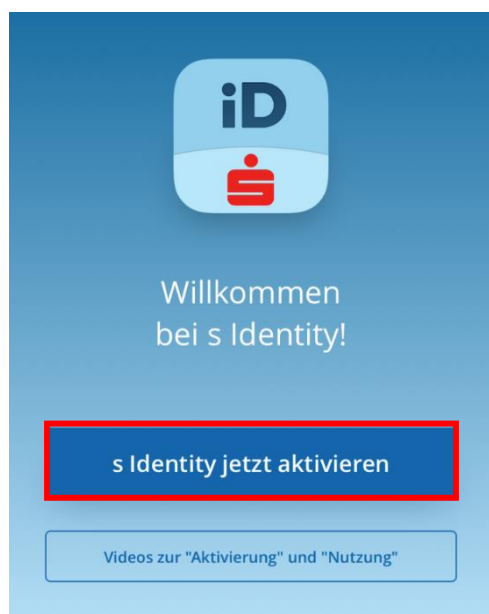 iD
Willkommen
bei s Identity!
s Identity jetzt aktivieren
Videos zur "Aktivierung" und "Nutzung"